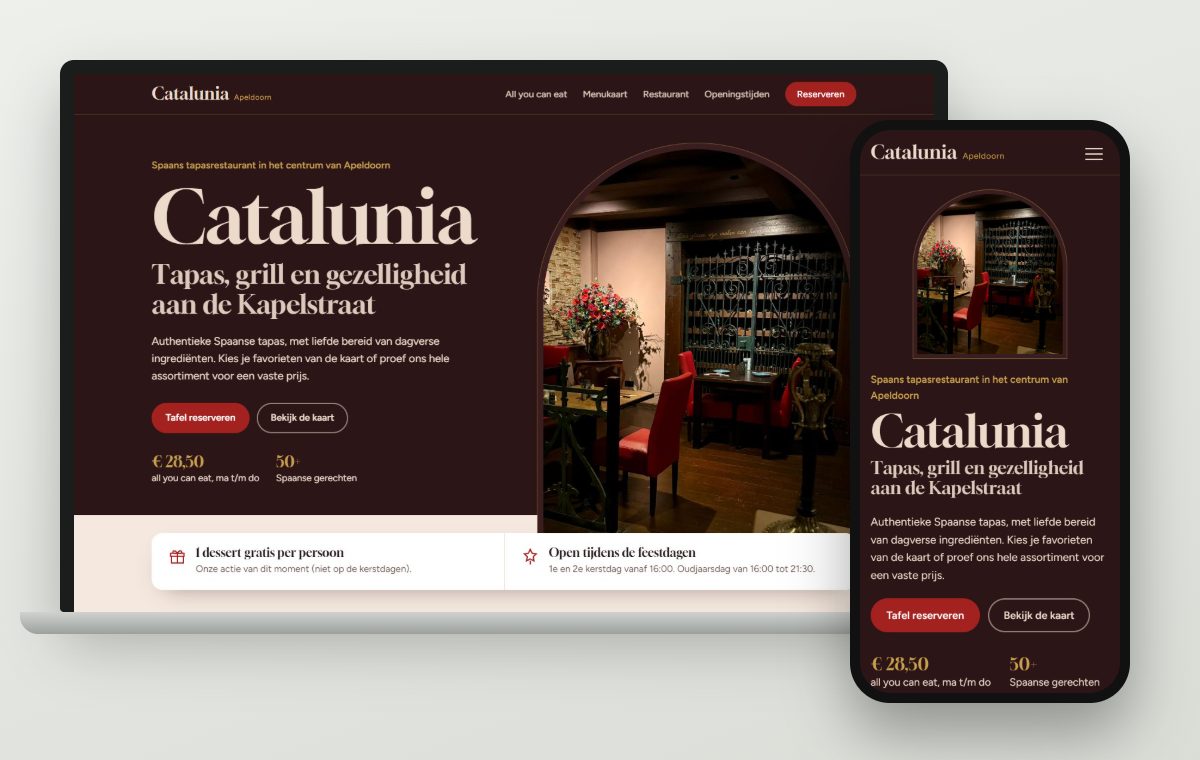 Catalunia Apeldoorn
All you can eat Menukaart Restaurant Openingstijden Reserveren
Spaans tapasrestaurant in het centrum van Apeldoorn
Catalunia
Tapas, grill en gezelligheid
aan de Kapelstraat
Authentieke Spaanse tapas, met liefde bereid van dagverse
ingrediënten. Kies je favorieten van de kaart of proef ons hele
assortiment voor een vaste prijs.
Tafel reserveren Bekijk de kaart
€ 28,50 50+
all you can eat, ma t/m do Spaanse gerechten
1 dessert gratis per persoon
Onze actie van dit moment (niet op de kerstdagen).
Open tijdens de feestdagen
1e en 2e kerstdag vanaf 16:00. Oudjaarsdag van 16:00 tot 21:30.
Catalunia Apeldoorn
Spaans tapasrestaurant in het centrum van
Apeldoorn
Catalunia
Tapas, grill en gezelligheid
aan de Kapelstraat
Authentieke Spaanse tapas, met liefde bereid
van dagverse ingrediënten. Kies je favorieten
van de kaart of proef ons hele assortiment voor
een vaste prijs.
Tafel reserveren Bekijk de kaart
€ 28,50 50+
all you can eat, ma t/m do Spaanse gerechten